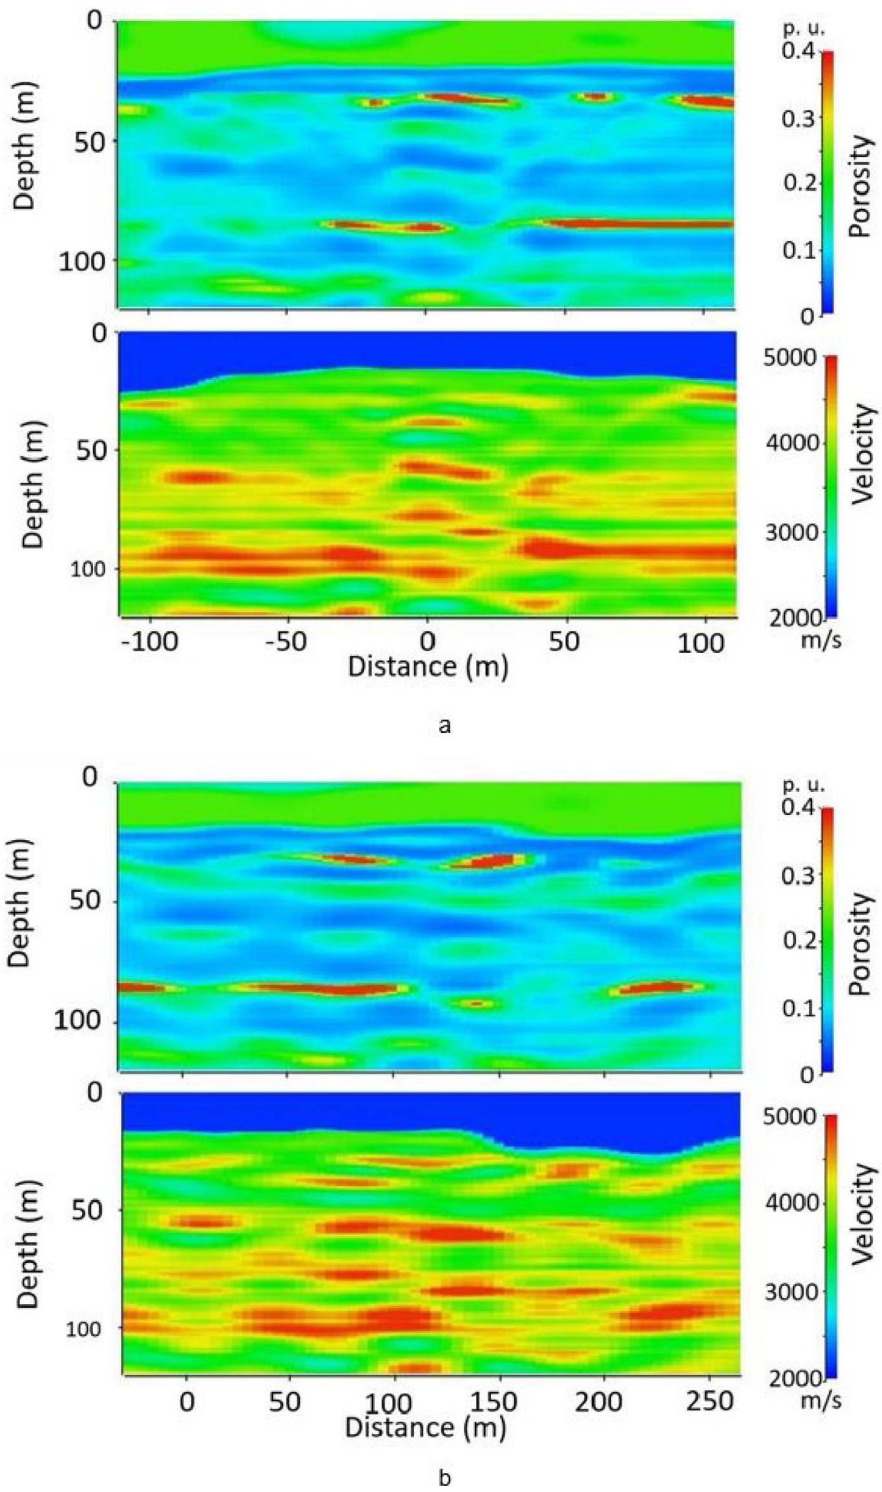 0
50
100
Depth (m)
p. u.
0.4
0.3
0.2
0.1
0
Porosity
0
50
100
Depth (m)
-100
-50
0
50
100
Distance (m)
5000
4000
3000
2000
m/s
Velocity
a
0
50
100
Depth (m)
p. u.
0.4
0.3
0.2
0.1
0
Porosity
0
50
100
Depth (m)
0
50
100
150
200
250
Distance (m)
5000
4000
3000
2000
m/s
Velocity
b